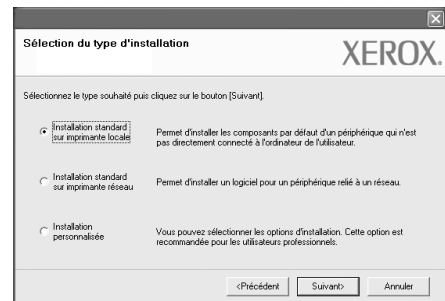 Sélection du type d'installation
XEROX.
Sélectionnez le type souhaité puis cliquez sur le bouton [Suivant].
Installation standard
sur imprimante locale
Permet d'installer les composants par défaut d'un périphérique qui n'est
pas directement connecté à l'ordinateur de l'utilisateur.
Installation standard
sur imprimante réseau
Permet d'installer un logiciel pour un périphérique relié à un réseau.
Installation
personnalisée
Vous pouvez sélectionner les options d'installation. Cette option est
recommandée pour les utilisateurs professionnels.
<Précédent
Suivant>
Annuler